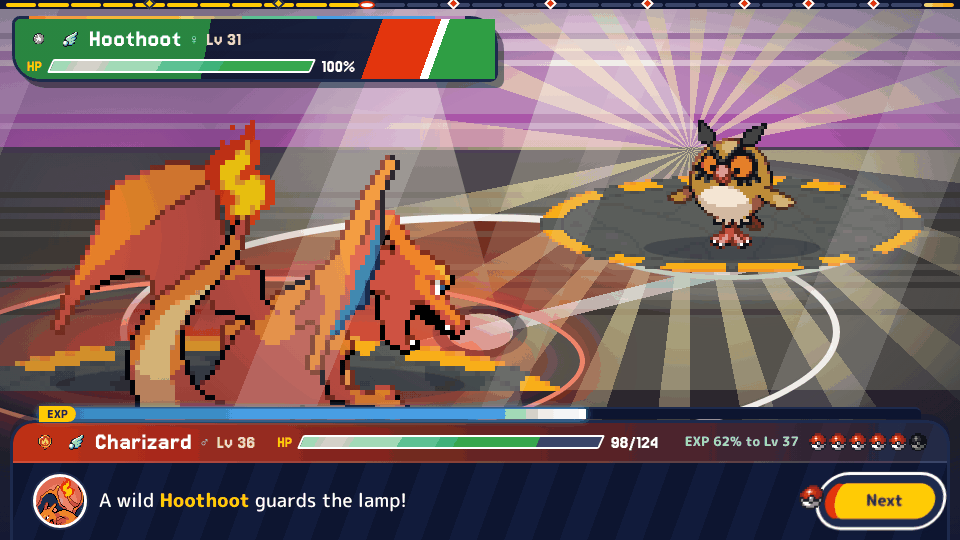 Hoothoot ♀ Lv 31
HP 100%
EXP
Charizard ♂ Lv 36 HP 98/124 EXP 62% to Lv 37
A wild Hoothoot guards the lamp!
Next